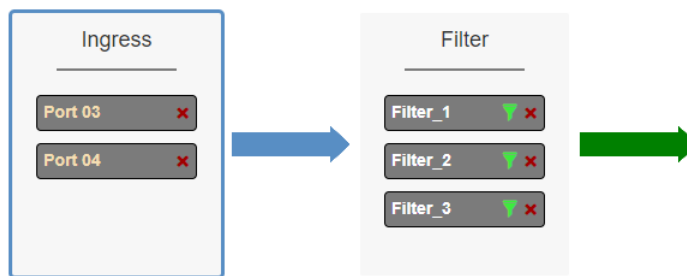 Ingress
Port 03
Port 04
Filter
Filter_1
Filter_2
Filter_3